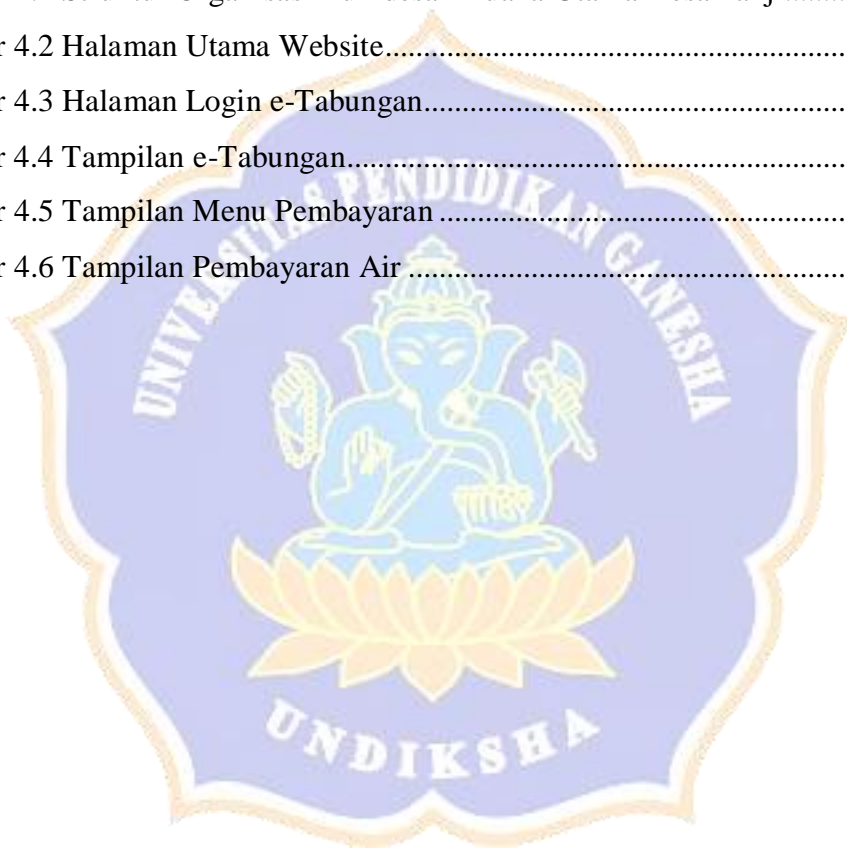 r 4.2 Halaman Utama Website..........................................................
r 4.3 Halaman Login e-Tabungan.....................................................
r 4.4 Tampilan e-Tabungan..............................................................
r 4.5 Tampilan Menu Pembayaran ....................................................
r 4.6 Tampilan Pembayaran Air ........................................................
UNIVERSITAS PENDIDIKAN GANESHA
UNDIKSHA